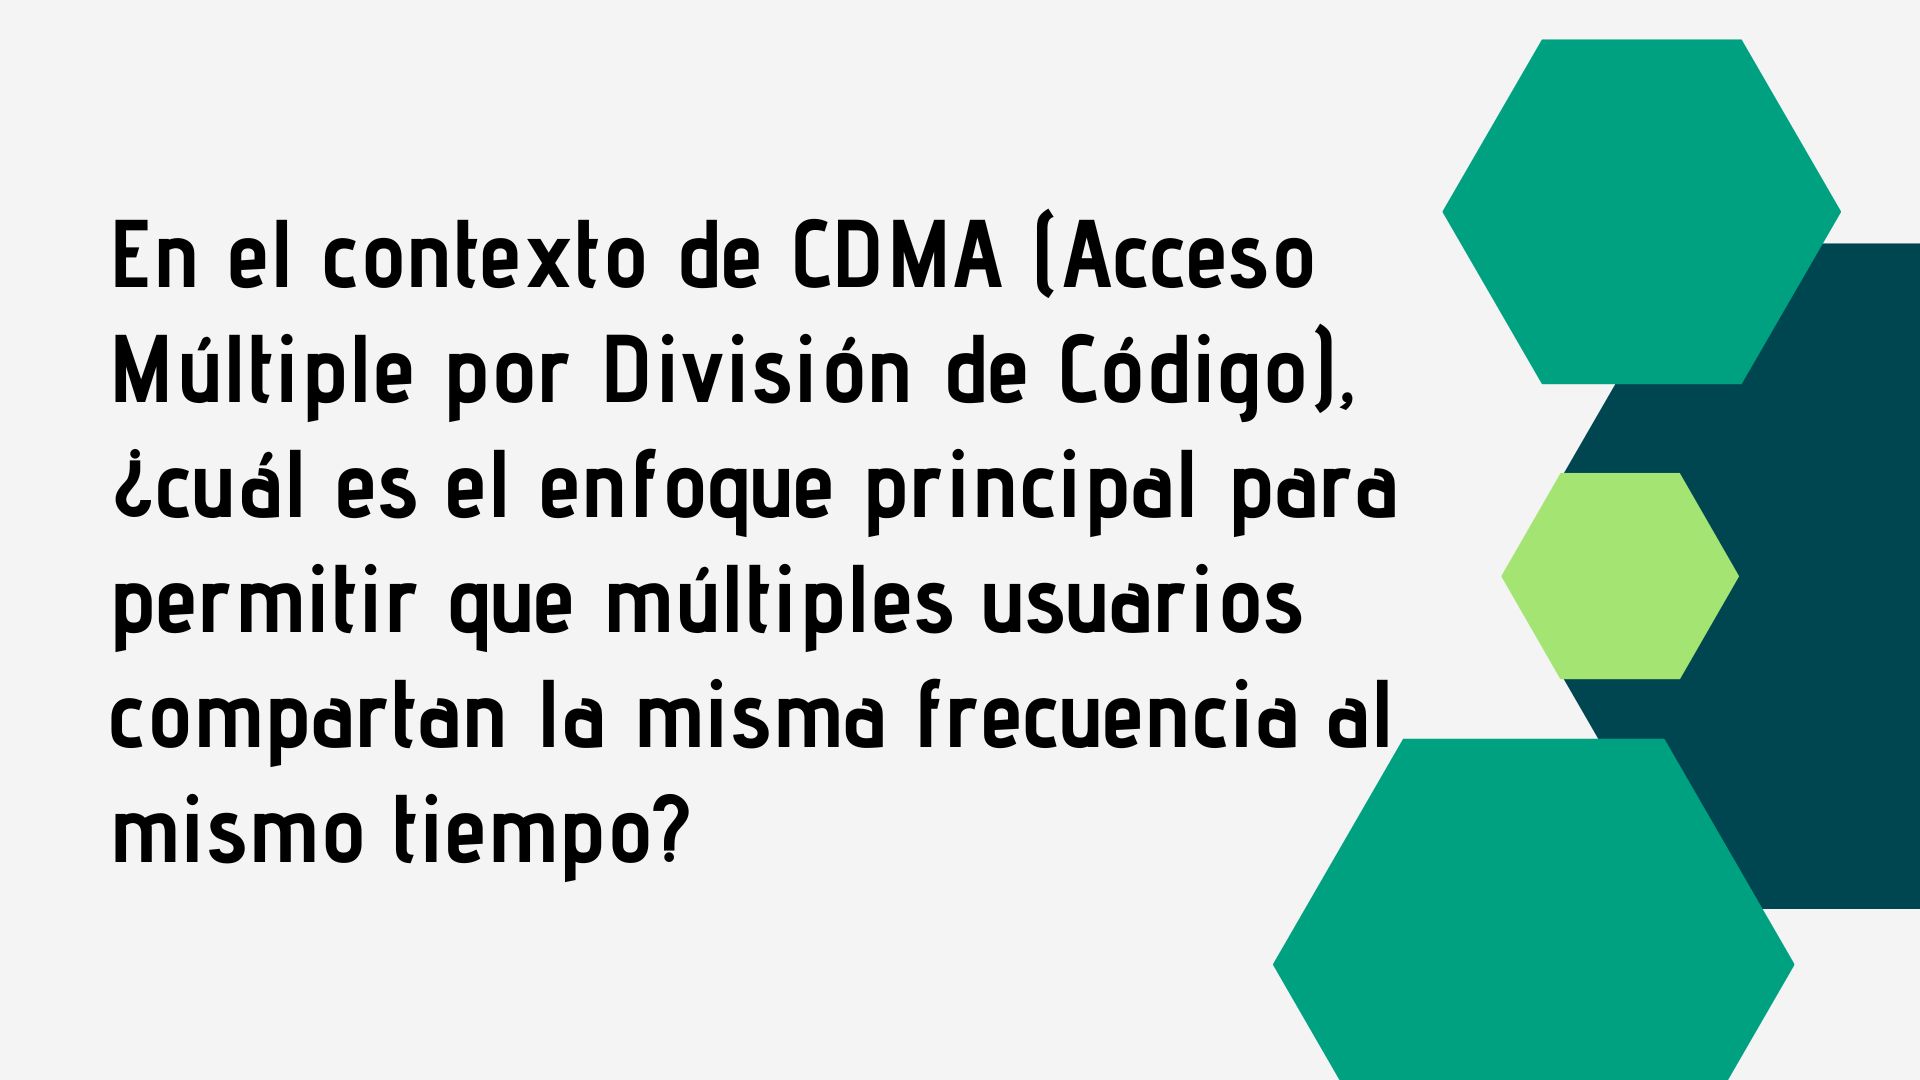 En el contexto de CDMA (Acceso
Múltiple por División de Código),
¿cuál es el enfoque principal para
permitir que múltiples usuarios
compartan la misma frecuencia al
mismo tiempo?